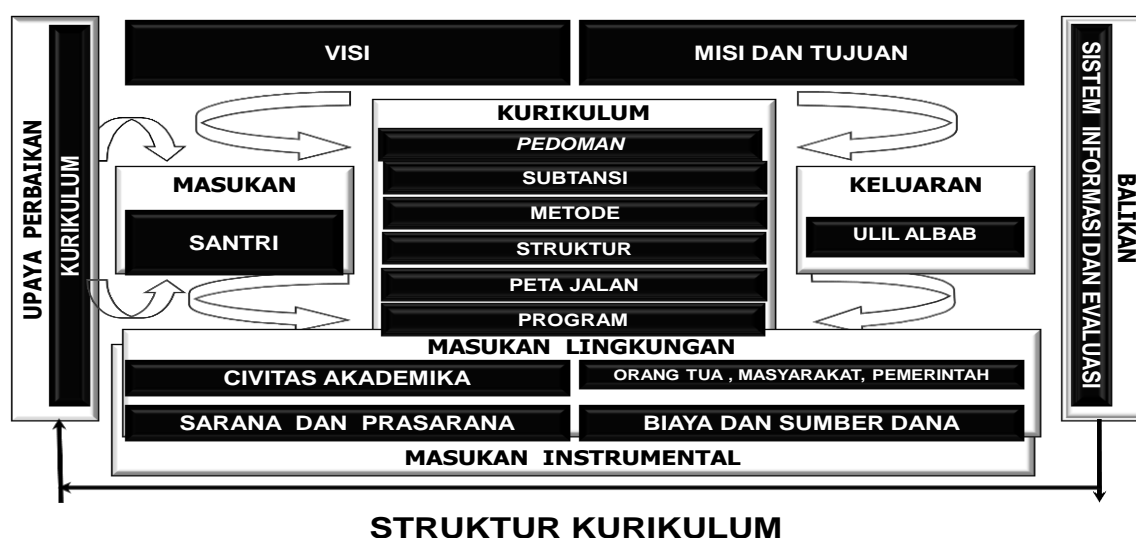 VISI
MISI DAN TUJUAN
UPAYA PERBAIKAN
KURIKULUM
KURIKULUM
PEDOMAN
SUBTANSI
METODE
STRUKTUR
PETA JALAN
PROGRAM
MASUKAN
SANTRI
KELUARAN
ULIL ALBAB
SISTEM INFORMASI DAN EVALUASI
BALIKAN
MASUKAN LINGKUNGAN
CIVITAS AKADEMIKA
ORANG TUA , MASYARAKAT, PEMERINTAH
SARANA DAN PRASARANA
BIAYA DAN SUMBER DANA
MASUKAN INSTRUMENTAL
STRUKTUR KURIKULUM